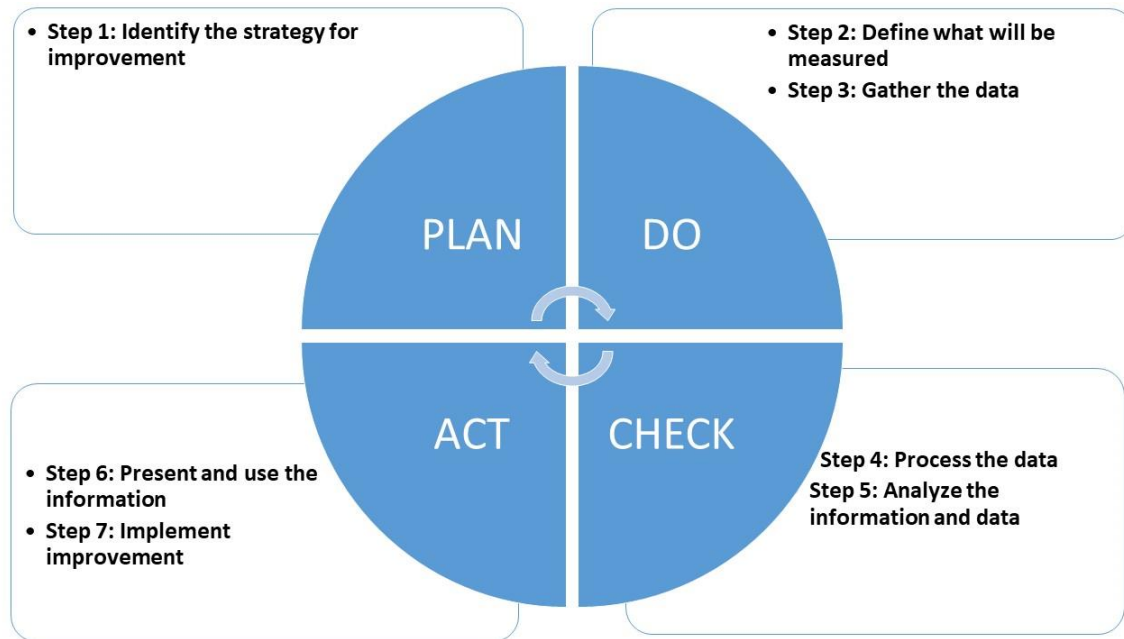 • Step 1: Identify the strategy for
improvement
• Step 2: Define what will be
measured
• Step 3: Gather the data
PLAN
DO
ACT
CHECK
• Step 6: Present and use the
information
• Step 7: Implement
improvement
Step 4: Process the data
Step 5: Analyze the
information and data